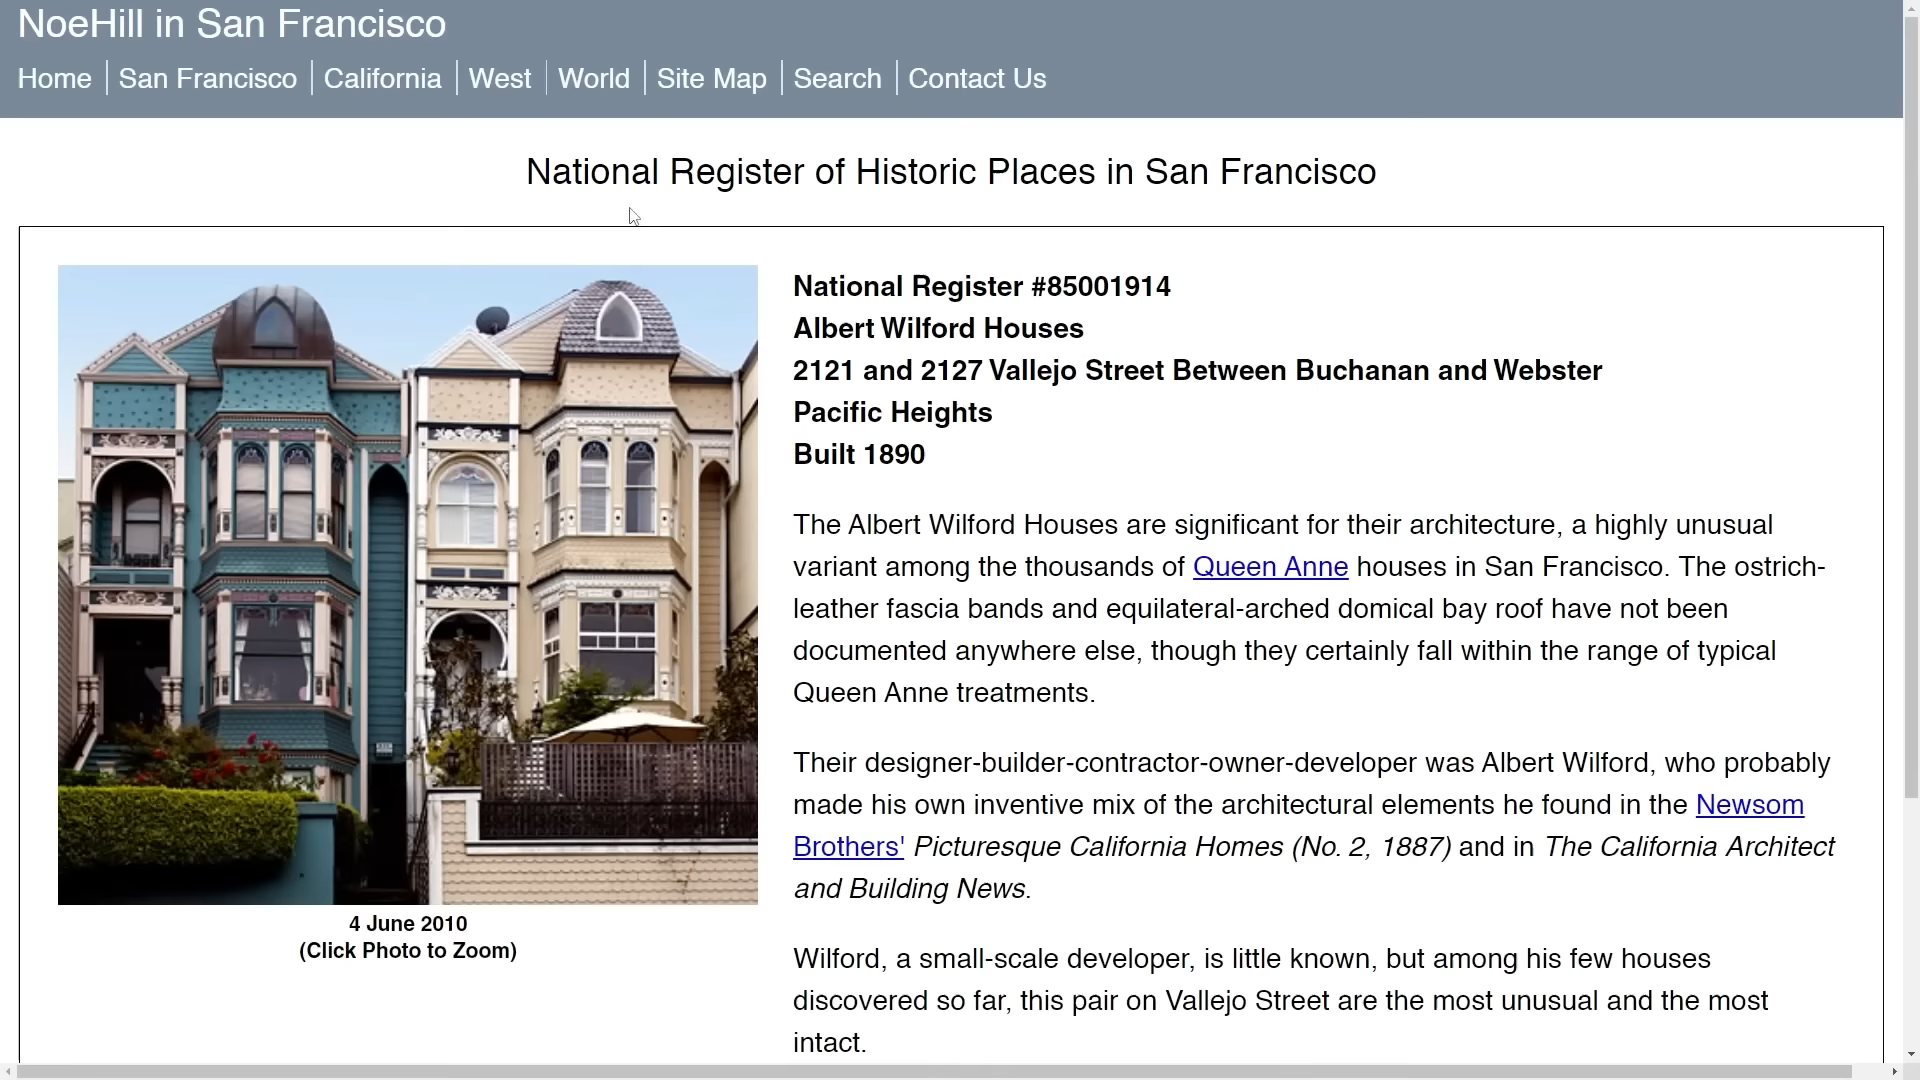 NoeHill in San Francisco
Home San Francisco California West World Site Map Search Contact Us
National Register of Historic Places in San Francisco
National Register #85001914
Albert Wilford Houses
2121 and 2127 Vallejo Street Between Buchanan and Webster
Pacific Heights
Built 1890
The Albert Wilford Houses are significant for their architecture, a highly unusual
variant among the thousands of Queen Anne houses in San Francisco. The ostrich-
leather fascia bands and equilateral-arched domical bay roof have not been
documented anywhere else, though they certainly fall within the range of typical
Queen Anne treatments.
Their designer-builder-contractor-owner-developer was Albert Wilford, who probably
made his own inventive mix of the architectural elements he found in the Newsom
Brothers' Picturesque California Homes (No. 2, 1887) and in The California Architect
and Building News.
Wilford, a small-scale developer, is little known, but among his few houses
discovered so far, this pair on Vallejo Street are the most unusual and the most
intact.
4 June 2010
(Click Photo to Zoom)